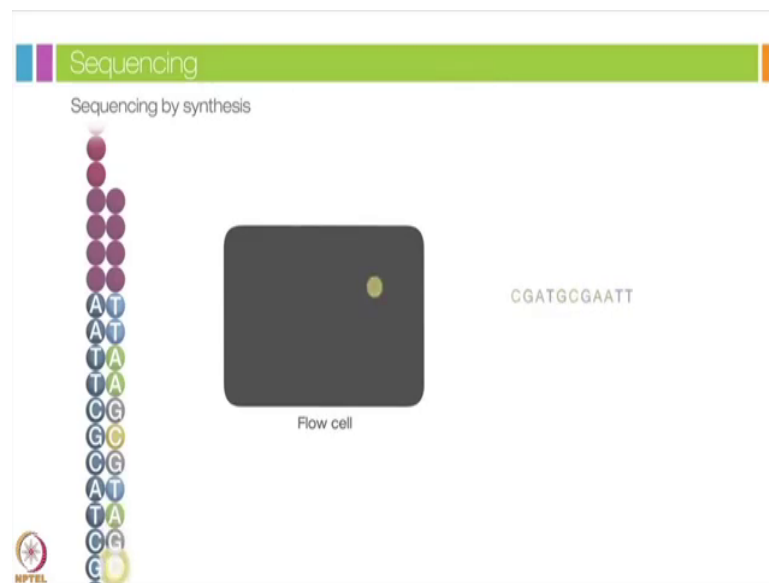 Sequencing
Sequencing by synthesis
A T
A T
T A
T A
C G
G C
C G
A T
T A
C G
G
CGATGCGAATT
Flow cell
NPTEL